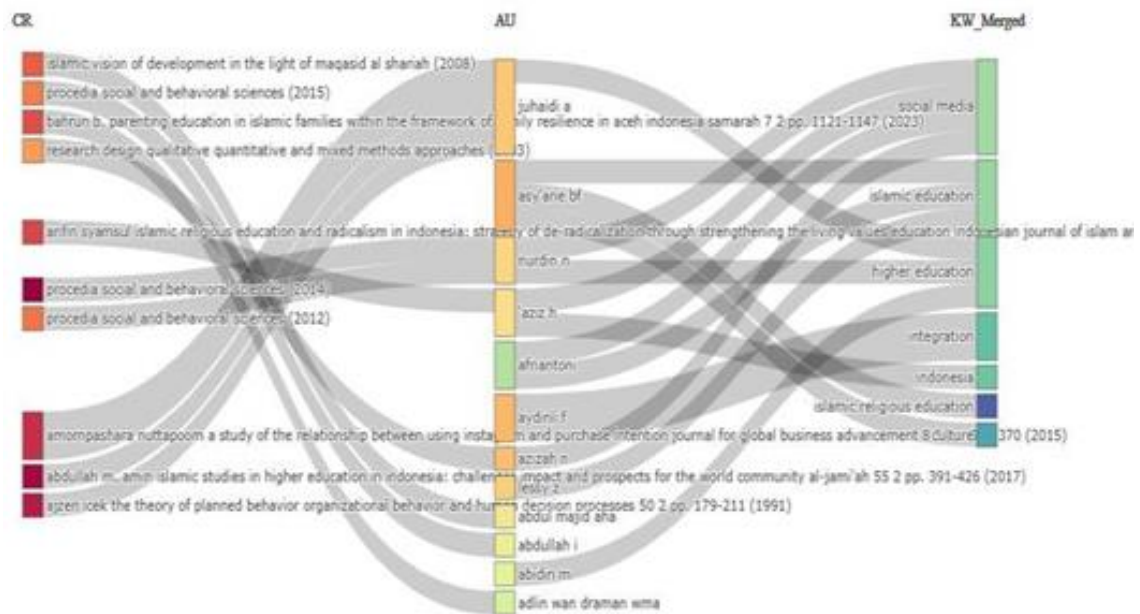 CR
AU
KW_Merged
islamic vision of development in the light of maqasid al shariah (2008)
procedia social and behavioral sciences (2015)
bahrun b. parenting education in islamic families within the framework of family resilience in aceh indonesia samarah 7 2 pp. 1121-1147 (2023)
research design qualitative quantitative and mixed methods approaches
arifin syamsul islamic religious education and radicalism in indonesia: strategy of de-radicalization through strengthening the living values education indonesian journal of islam
procedia social and behavioral sciences (2014)
procedia social and behavioral sciences (2012)
amornpashara nuttapoom a study of the relationship between using instagram and purchase intention journal for global business advancement 370 (2015)
abdullah m. amin islamic studies in higher education in indonesia: challenges impact and prospects for the world community al-jami'ah 55 2 pp. 391-426 (2017)
ajzen icek the theory of planned behavior organizational behavior and human decision processes 50 2 pp. 179-211 (1991)
juhaidi a
asy'arie bf
nurdin n
'aziz h
afriantoni
aydinli f
azizah n
essy z
abdul majid aha
abdullah i
abidin m
adlin wan draman wma
social media
islamic education
higher education
integration
indonesia
islamic religious education
culture